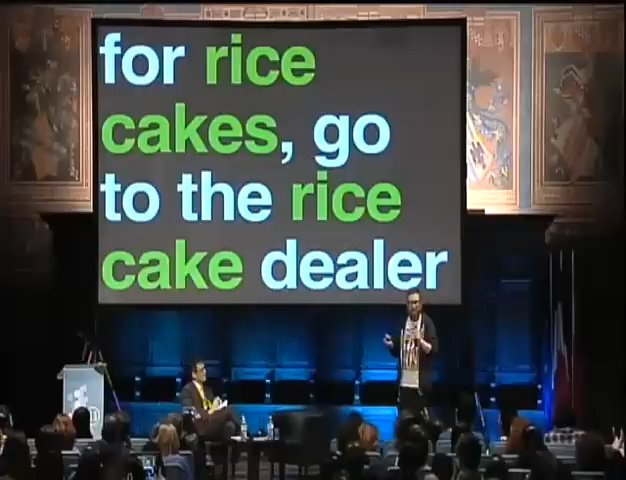 for rice
cakes, go
to the rice
cake dealer